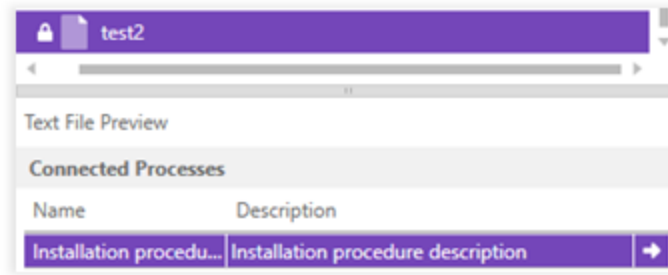 test2
Text File Preview
Connected Processes
Name Description
Installation procedu... Installation procedure description